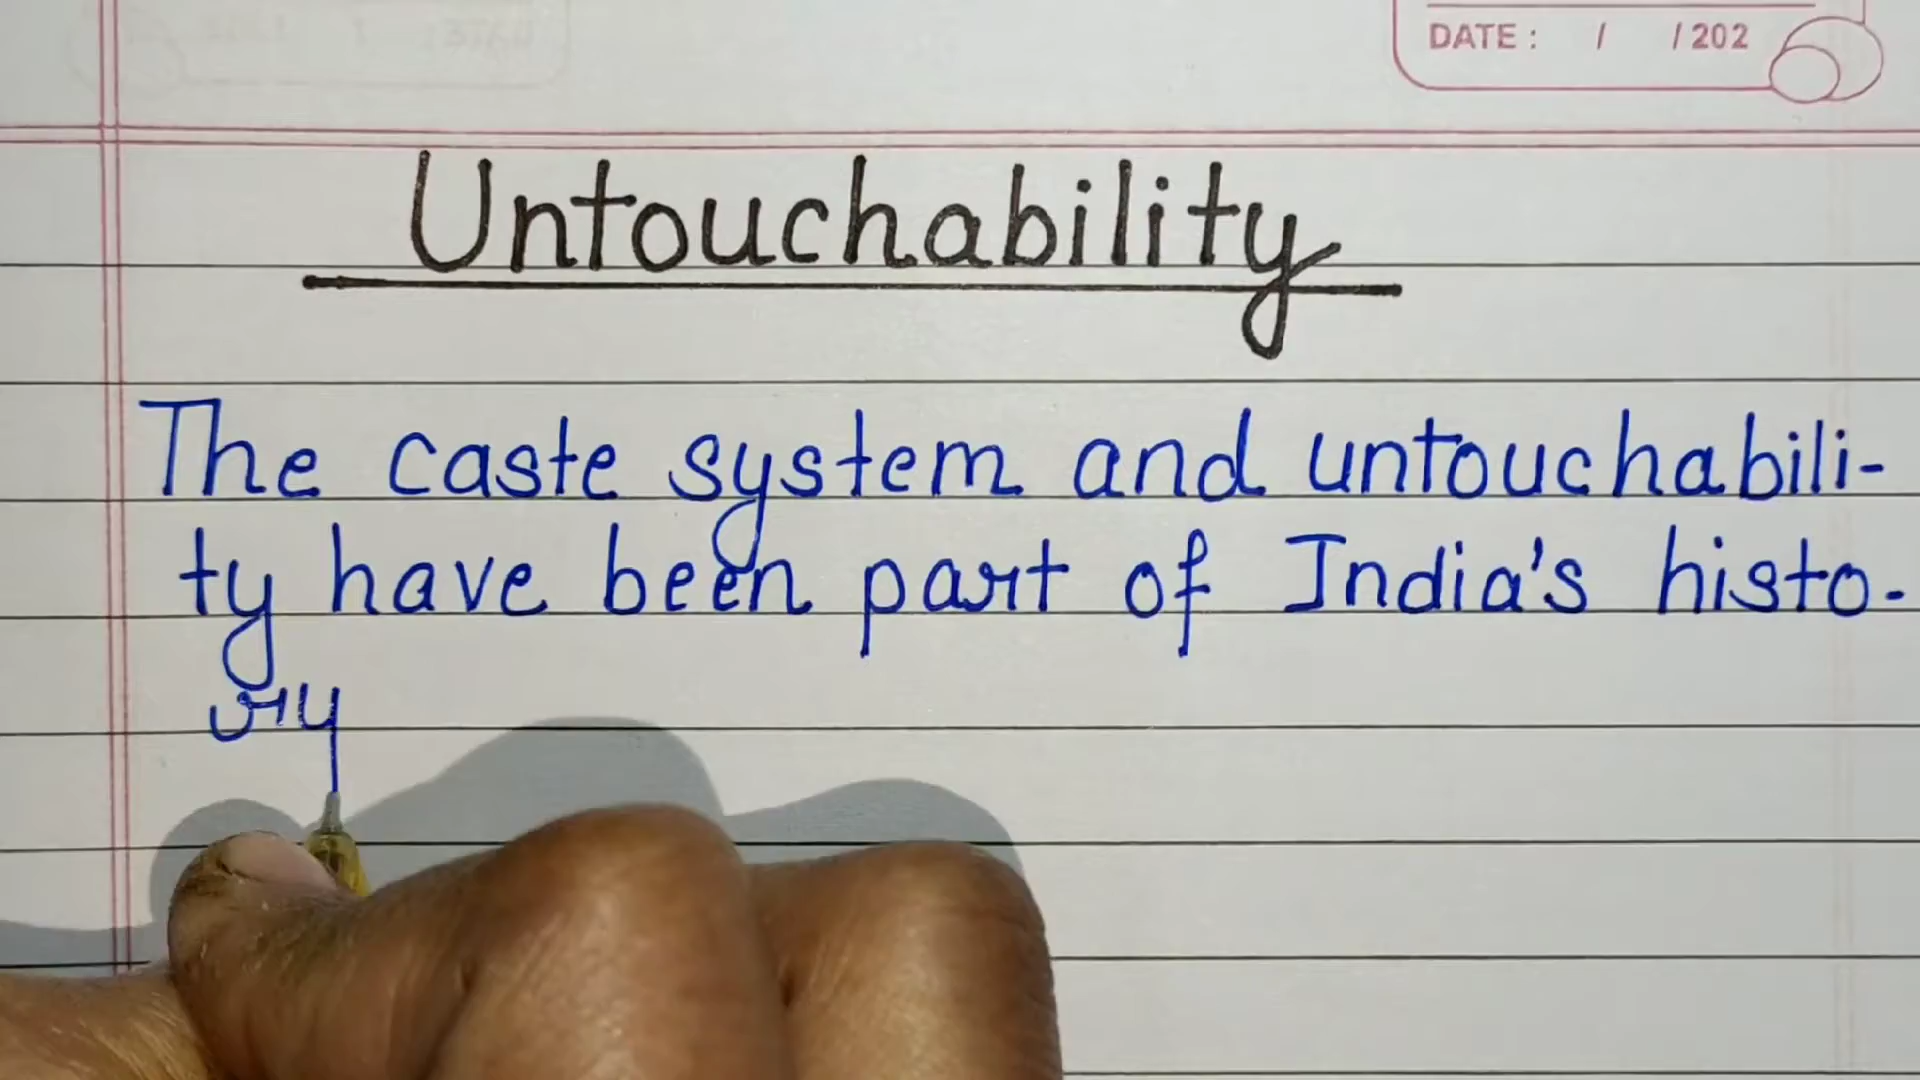 DATE : / / 202
Untouchability
The caste system and untouchabili-
ty have been part of India's histo-
ry